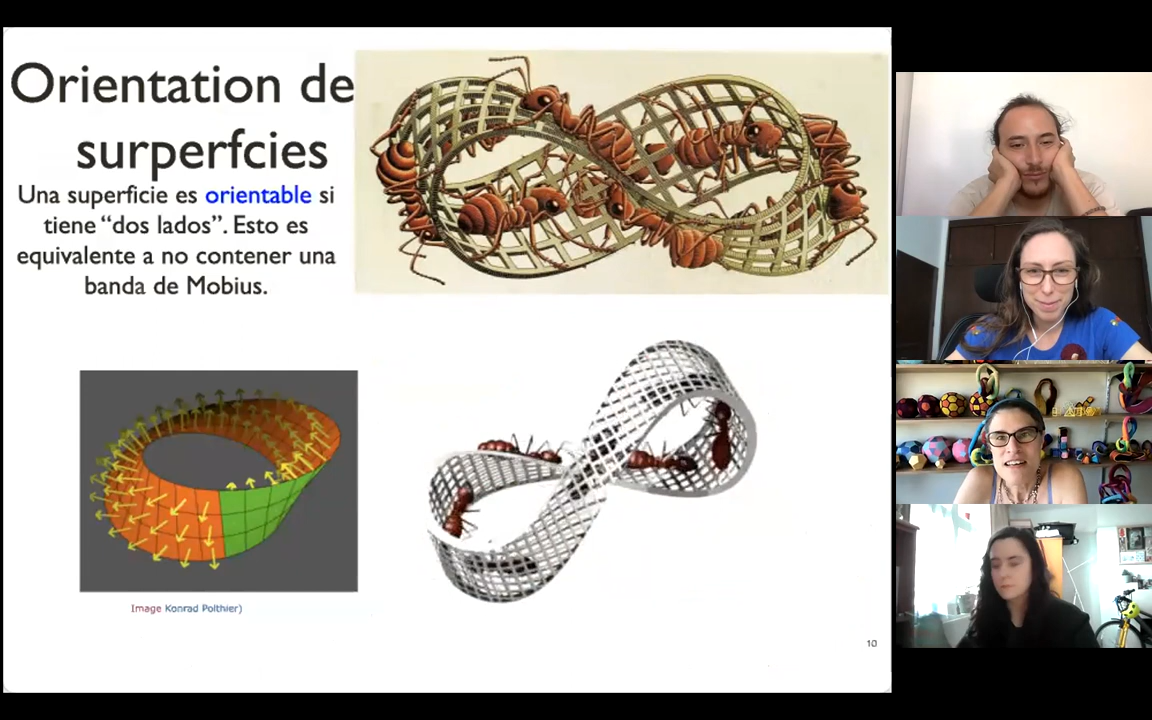 Orientation de
surperfcies
Una superficie es orientable si
tiene “dos lados”. Esto es
equivalente a no contener una
banda de Mobius.
Image Konrad Polthier)
10